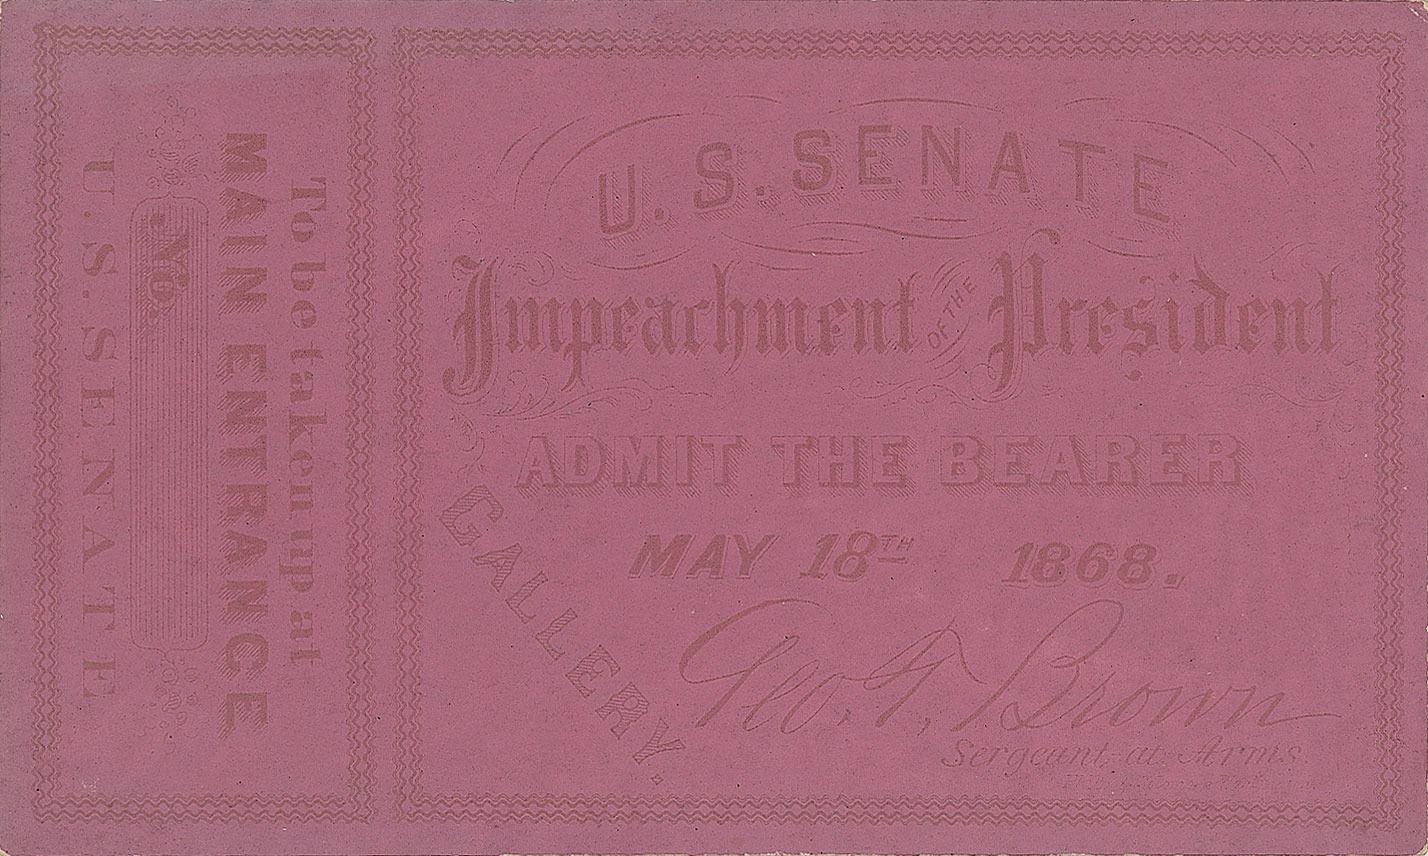 To be taken up at
MAIN ENTRANCE
No.
U.S. SENATE
U.S. SENATE
Impeachment OF THE President
ADMIT THE BEARER
MAY 18TH 1868.
GALLERY.
Geo. T. Brown
Sergeant at Arms